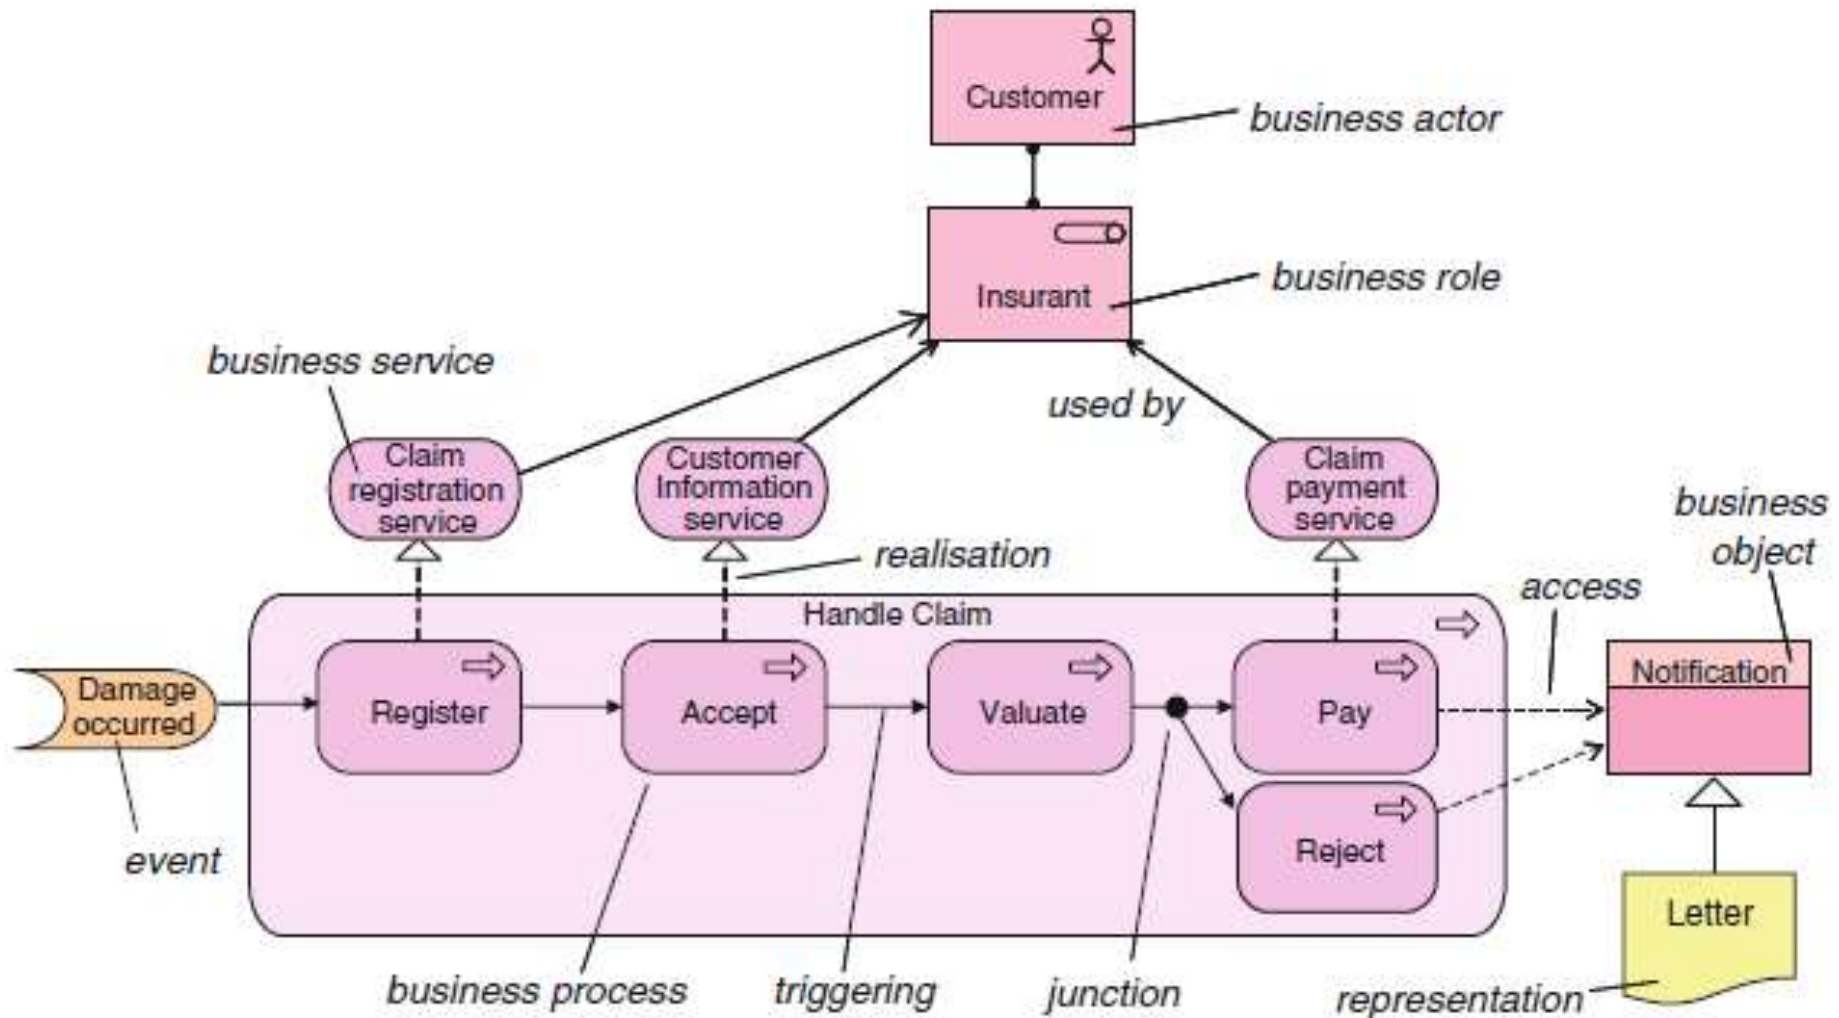 Customer
business actor
Insurant
business role
business service
used by
Claim
registration
service
Customer
Information
service
Claim
payment
service
business
object
realisation
access
Handle Claim
Damage
occurred
Register
Accept
Valuate
Pay
Notification
Reject
event
Letter
business process
triggering
junction
representation